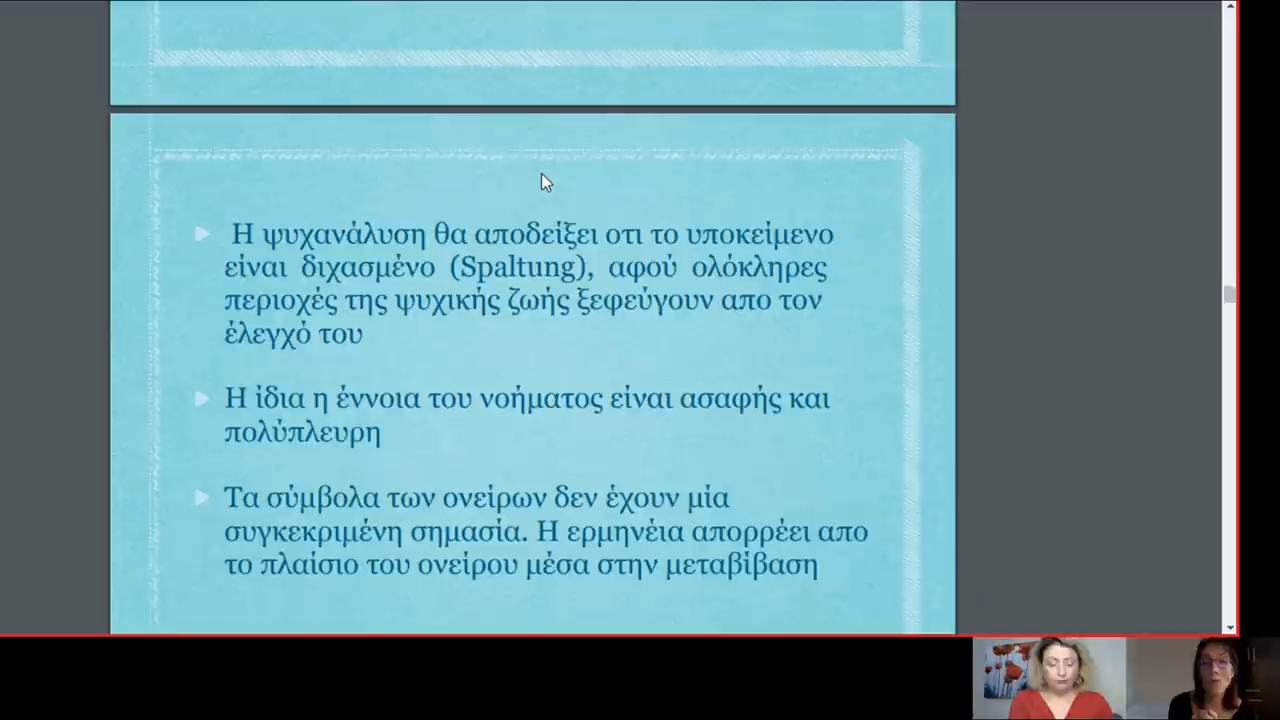 Η ψυχανάλυση θα αποδείξει οτι το υποκείμενο
είναι διχασμένο (Spaltung), αφού ολόκληρες
περιοχές της ψυχικής ζωής ξεφεύγουν απο τον
έλεγχό του
Η ίδια η έννοια του νοήματος είναι ασαφής και
πολύπλευρη
Τα σύμβολα των ονείρων δεν έχουν μία
συγκεκριμένη σημασία. Η ερμηνέια απορρέει απο
το πλαίσιο του ονείρου μέσα στην μεταβίβαση